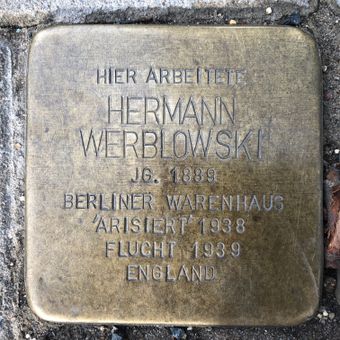 HIER ARBEITETE
HERMANN
WERBLOWSKI
JG. 1889
BERLINER WARENHAUS
'ARISIERT' 1938
FLUCHT 1939
ENGLAND